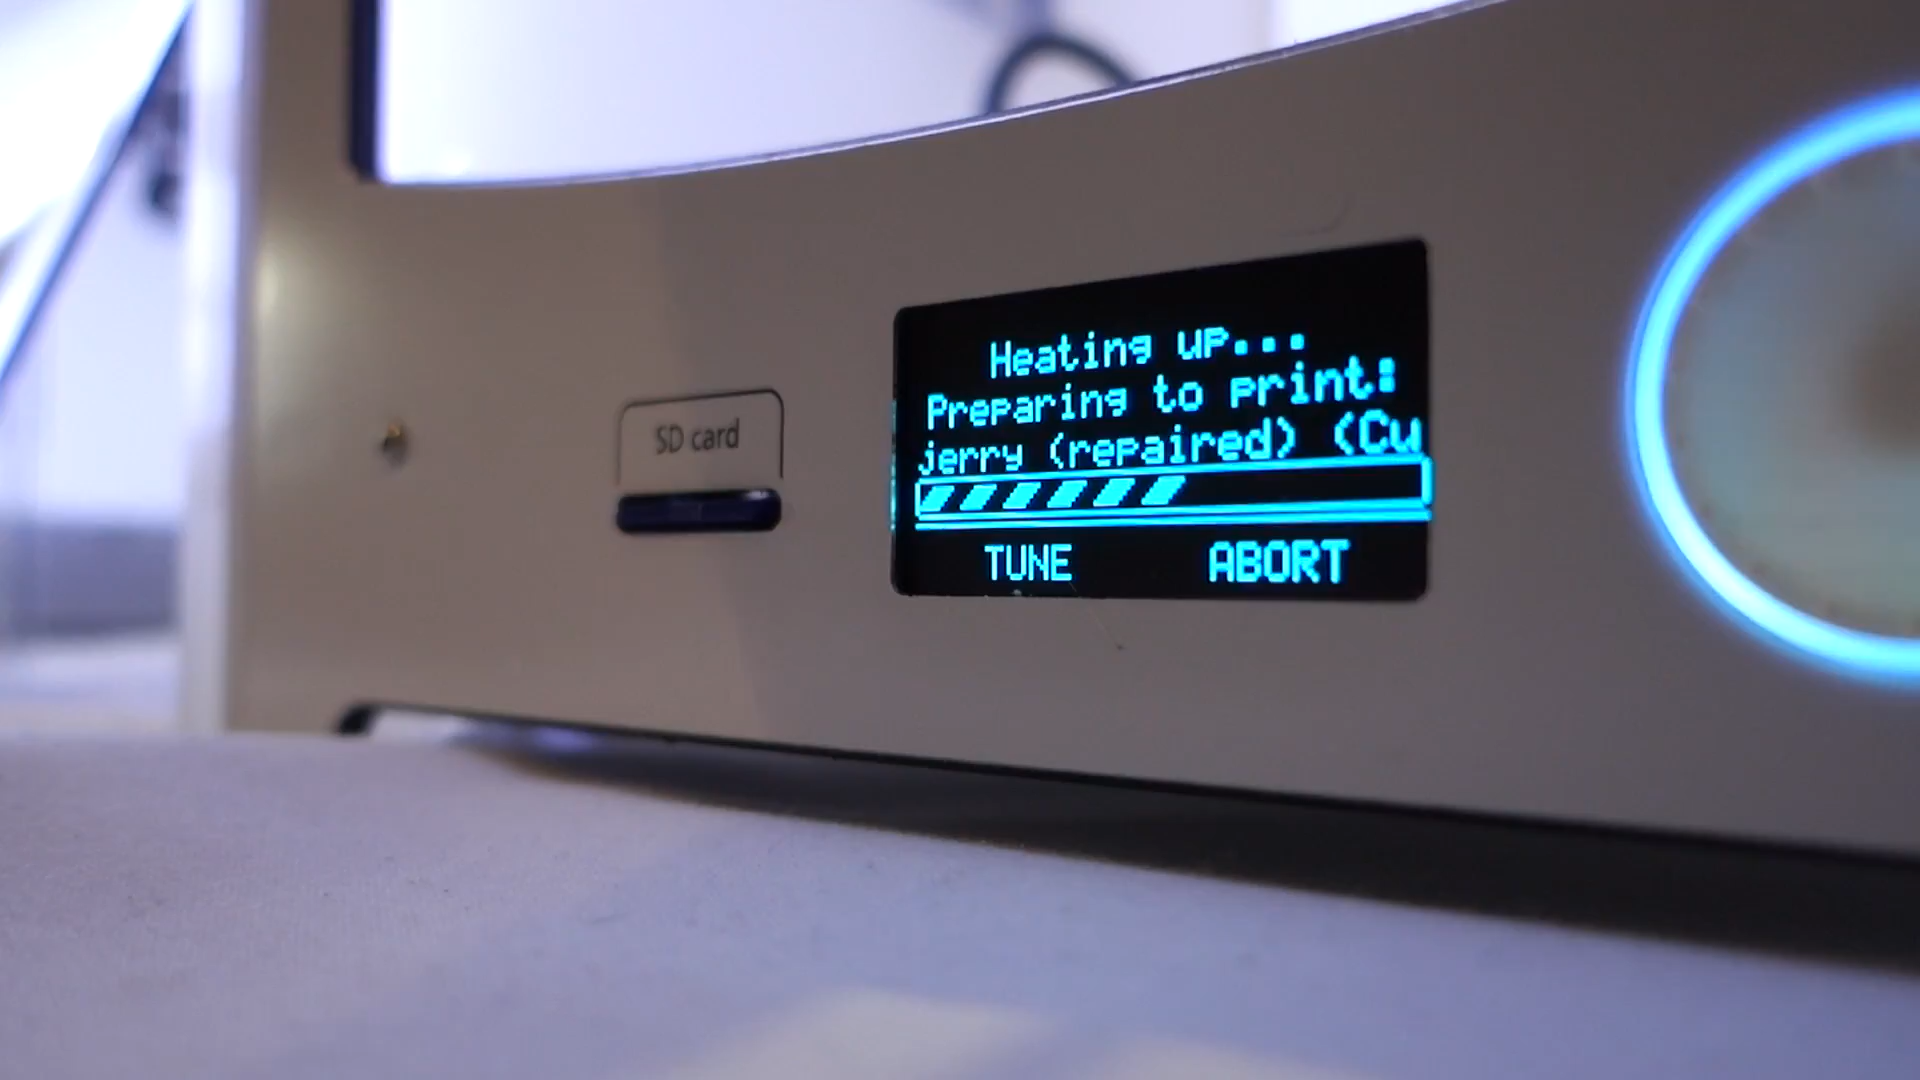 SD card
Heating up...
Preparing to print:
jerry (repaired) (Cu
TUNE ABORT